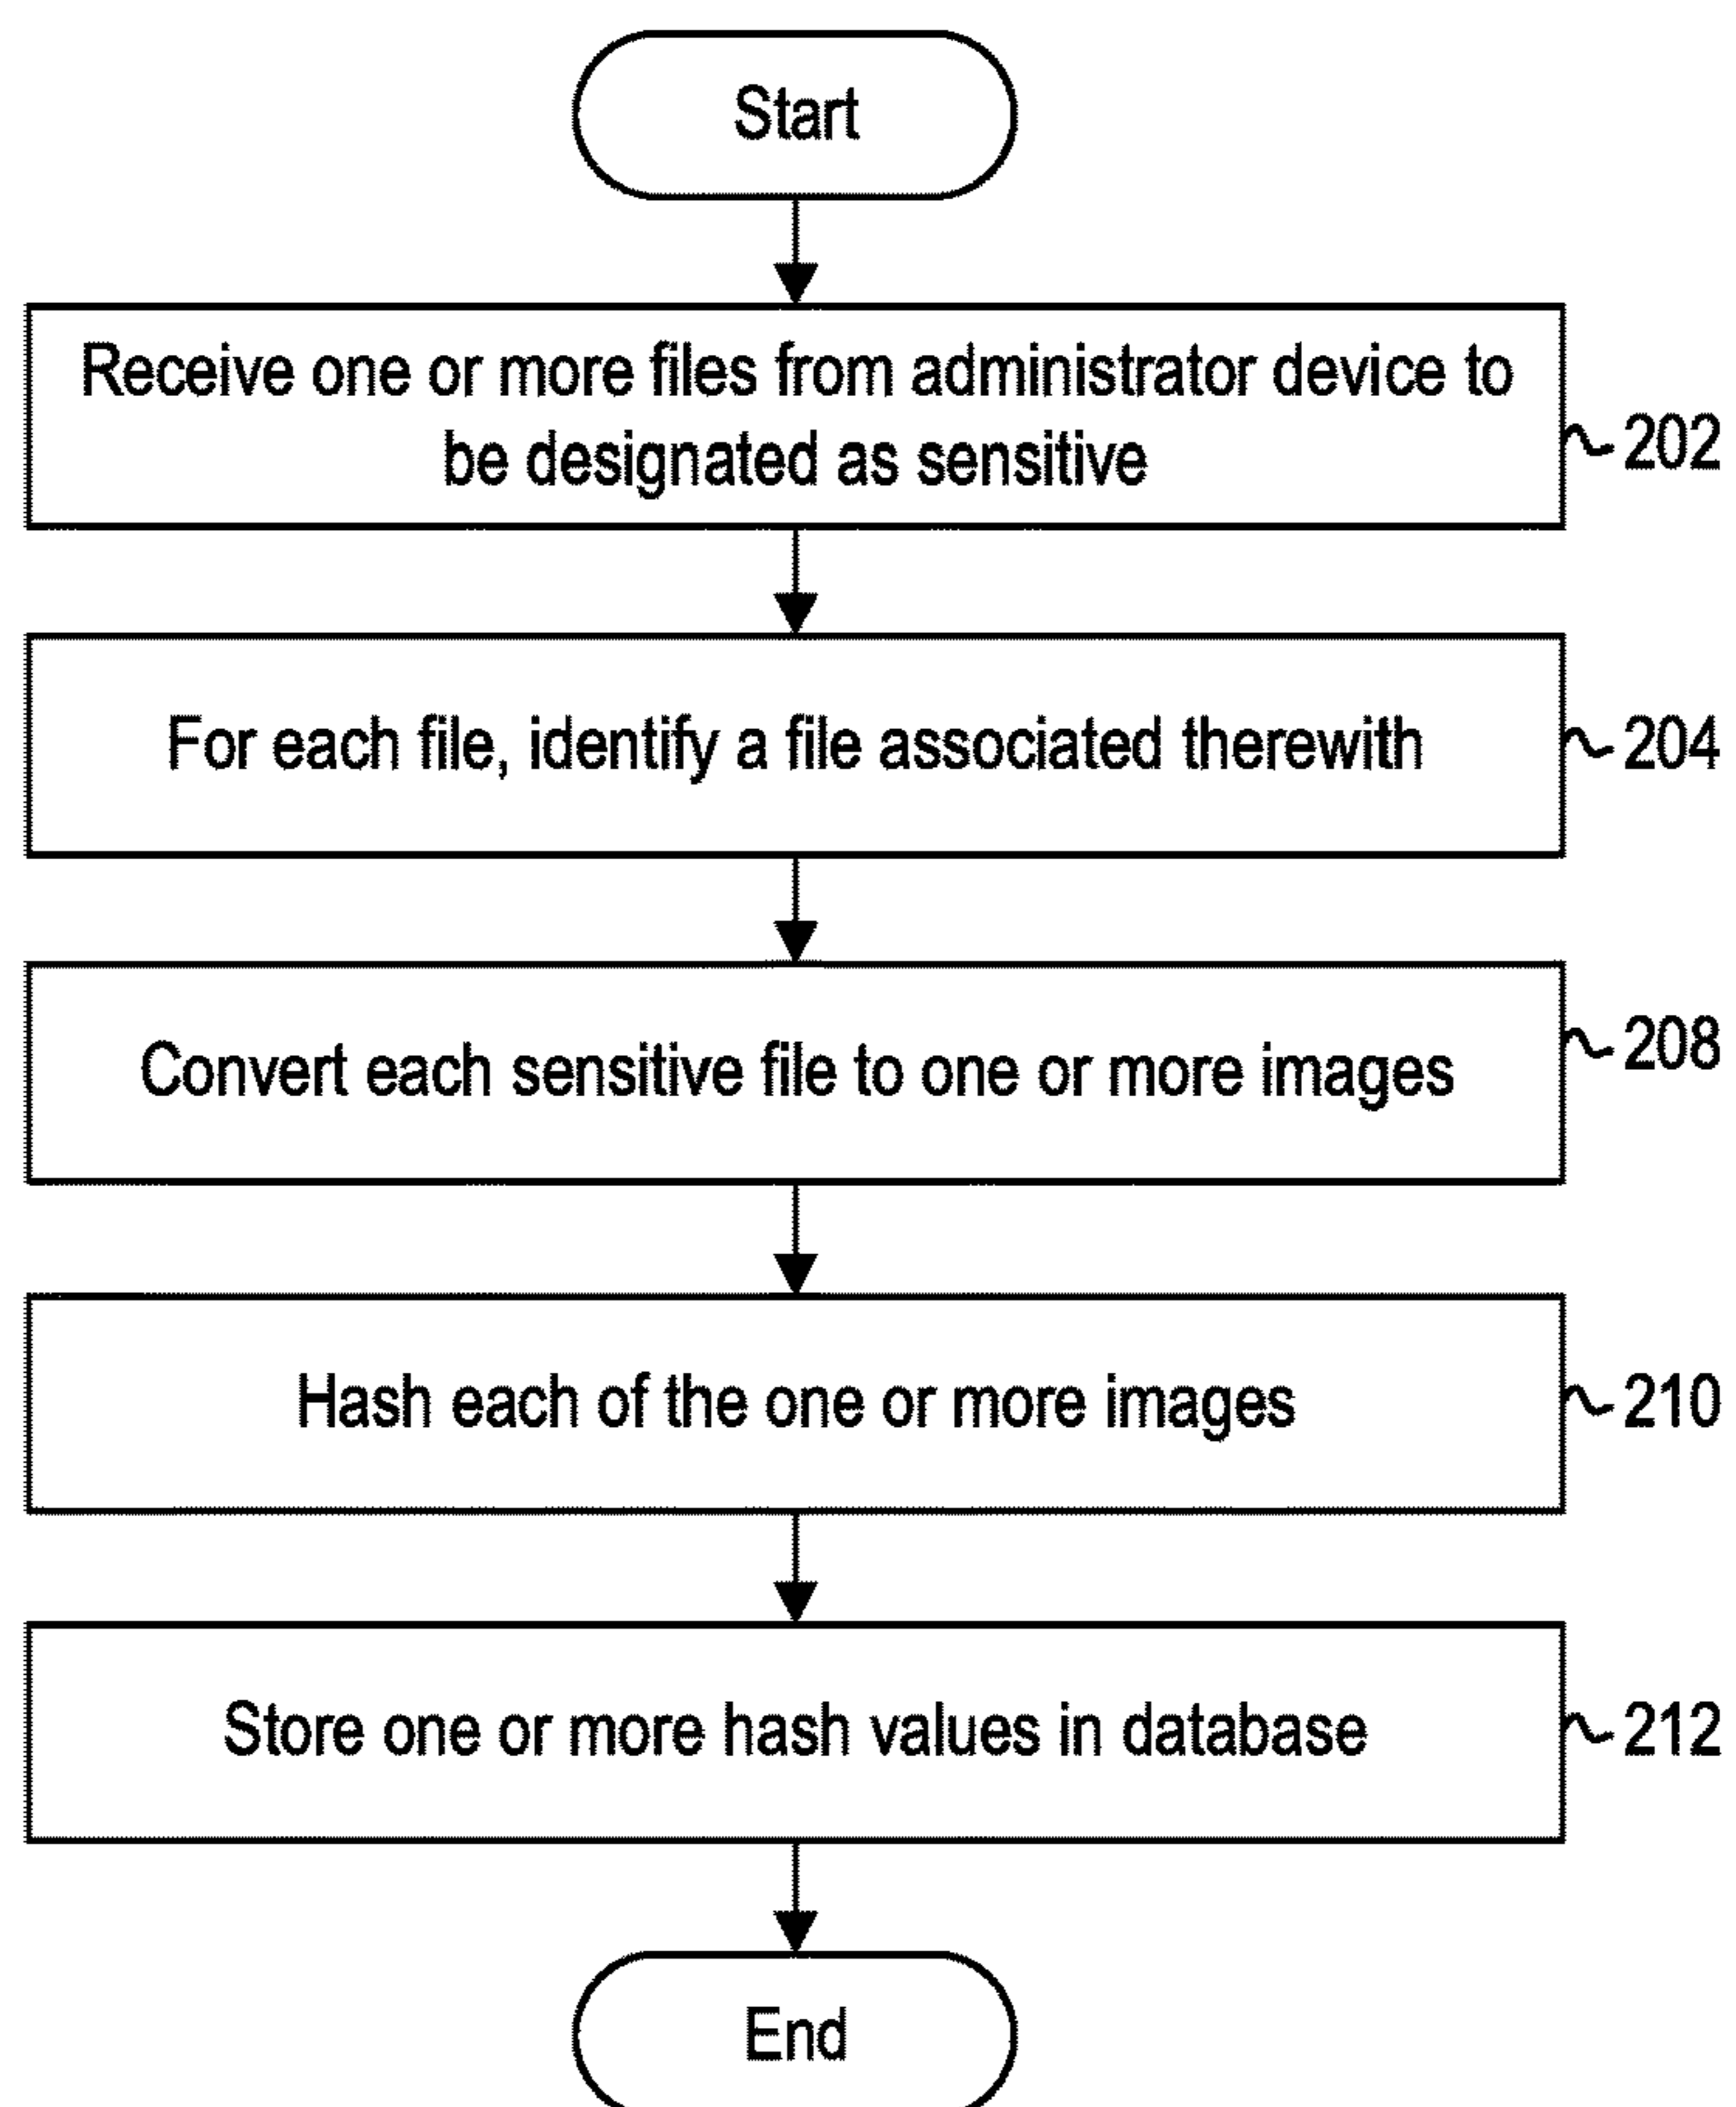 Start
Receive one or more files from administrator device to
be designated as sensitive
202
For each file, identify a file associated therewith
204
Convert each sensitive file to one or more images
208
Hash each of the one or more images
210
Store one or more hash values in database
212
End